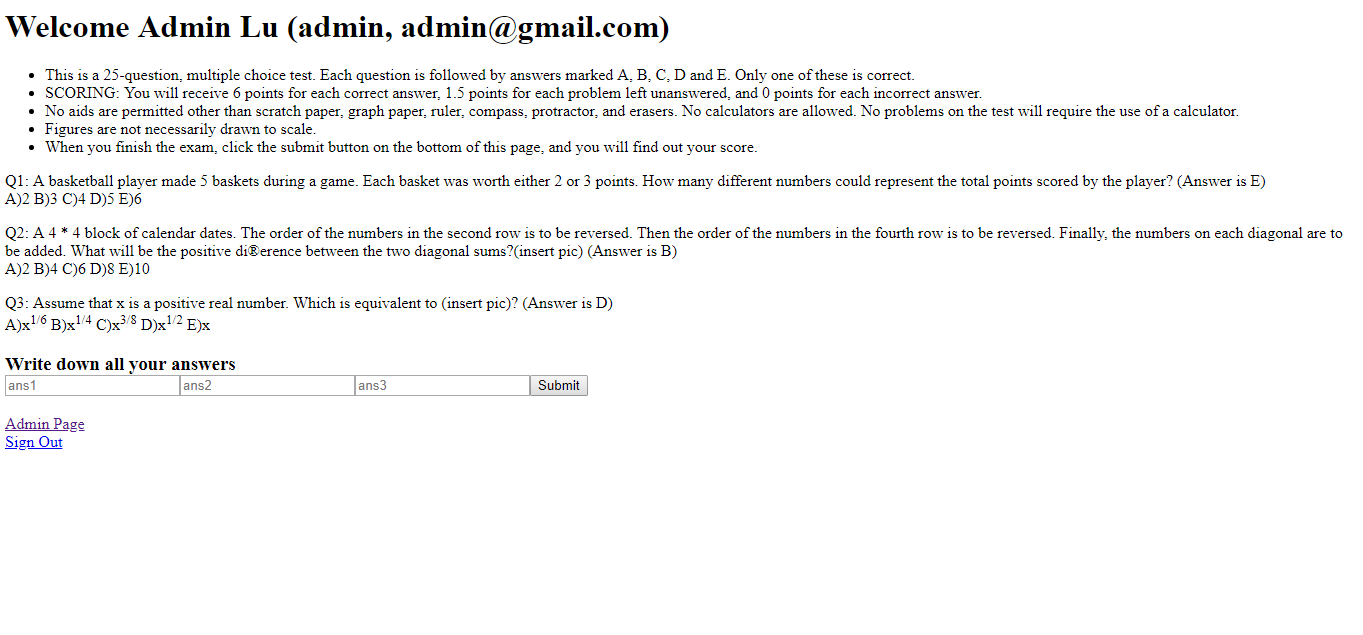 Welcome Admin Lu (admin, admin@gmail.com)
• This is a 25-question, multiple choice test. Each question is followed by answers marked A, B, C, D and E. Only one of these is correct.
• SCORING: You will receive 6 points for each correct answer, 1.5 points for each problem left unanswered, and 0 points for each incorrect answer.
• No aids are permitted other than scratch paper, graph paper, ruler, compass, protractor, and erasers. No calculators are allowed. No problems on the test will require the use of a calculator.
• Figures are not necessarily drawn to scale.
• When you finish the exam, click the submit button on the bottom of this page, and you will find out your score.
Q1: A basketball player made 5 baskets during a game. Each basket was worth either 2 or 3 points. How many different numbers could represent the total points scored by the player? (Answer is E)
A)2 B)3 C)4 D)5 E)6
Q2: A 4 * 4 block of calendar dates. The order of the numbers in the second row is to be reversed. Then the order of the numbers in the fourth row is to be reversed. Finally, the numbers on each diagonal are to
be added. What will be the positive di®erence between the two diagonal sums?(insert pic) (Answer is B)
A)2 B)4 C)6 D)8 E)10
Q3: Assume that x is a positive real number. Which is equivalent to (insert pic)? (Answer is D)
A)x^1/6 B)x^1/4 C)x^3/8 D)x^1/2 E)x
Write down all your answers
ans1 ans2 ans3 Submit
Admin Page
Sign Out